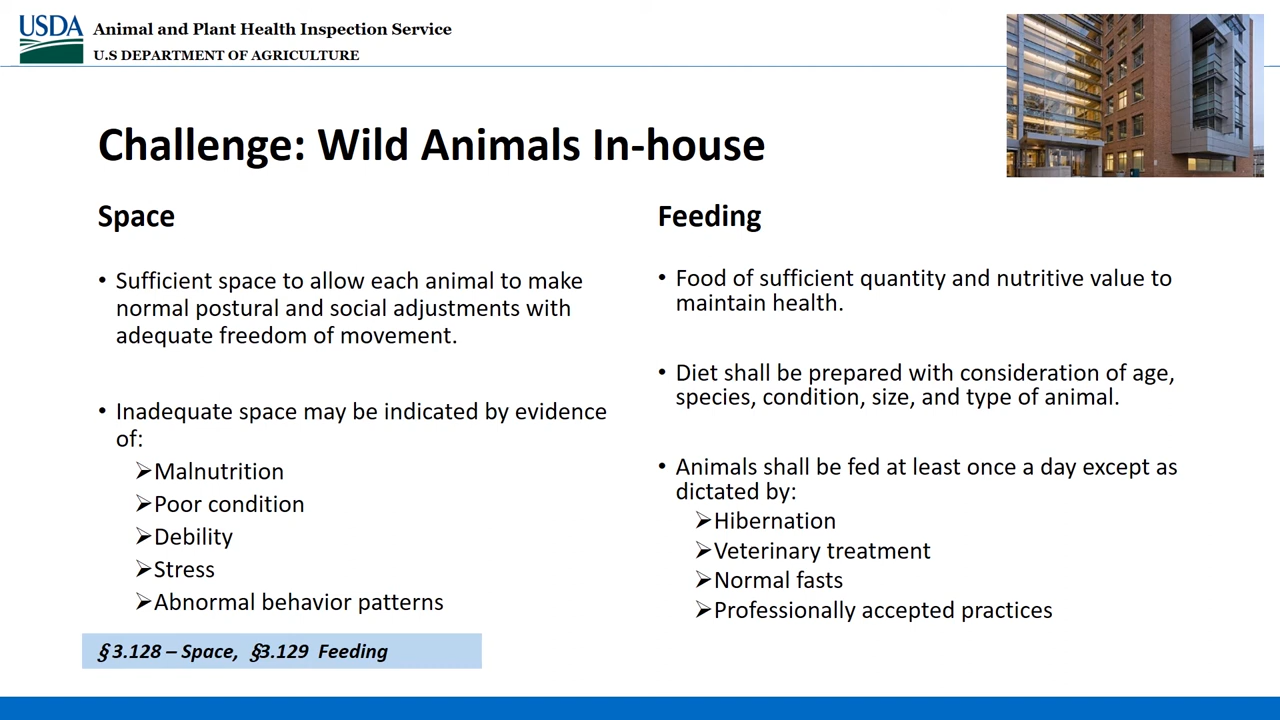 USDA
Animal and Plant Health Inspection Service
U.S DEPARTMENT OF AGRICULTURE
Challenge: Wild Animals In-house
Space
• Sufficient space to allow each animal to make
normal postural and social adjustments with
adequate freedom of movement.
• Inadequate space may be indicated by evidence
of:
➢Malnutrition
➢Poor condition
➢Debility
➢Stress
➢Abnormal behavior patterns
§ 3.128 – Space, §3.129 Feeding
Feeding
• Food of sufficient quantity and nutritive value to
maintain health.
• Diet shall be prepared with consideration of age,
species, condition, size, and type of animal.
• Animals shall be fed at least once a day except as
dictated by:
➢Hibernation
➢Veterinary treatment
➢Normal fasts
➢Professionally accepted practices